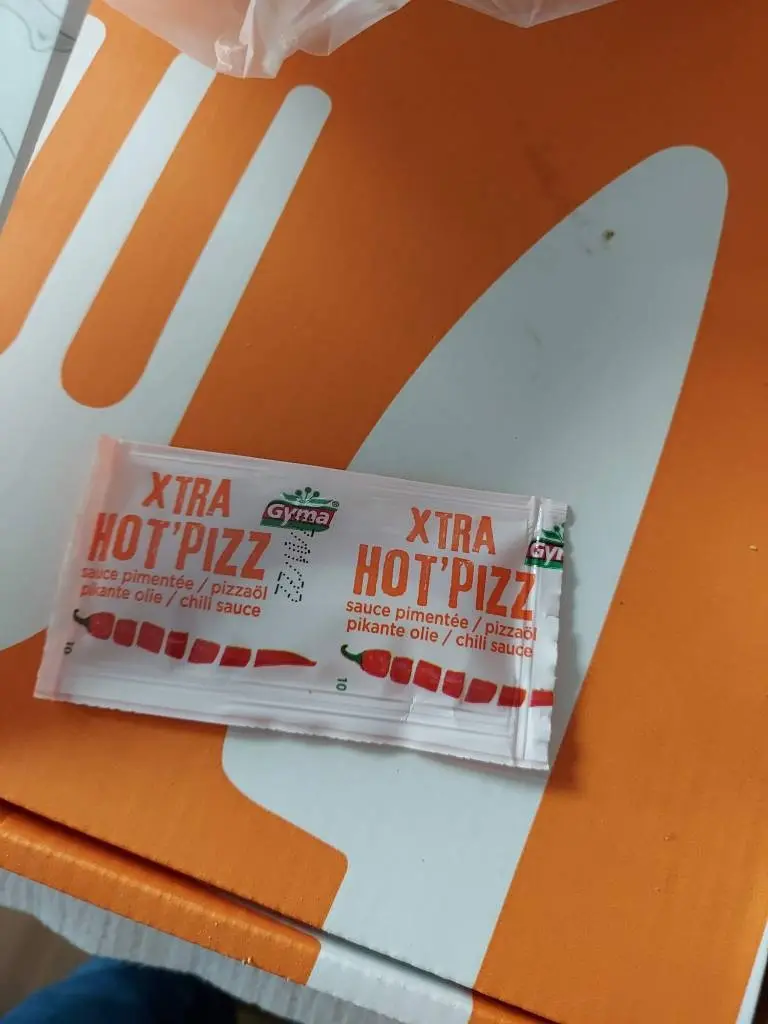 XTRA
HOT'PIZZ
sauce pimentée / pizzaöl
pikante olie / chili sauce
10
Gyma
XTRA
HOT'PIZZ
sauce pimentée / pizzaöl
pikante olie / chili sauce
10